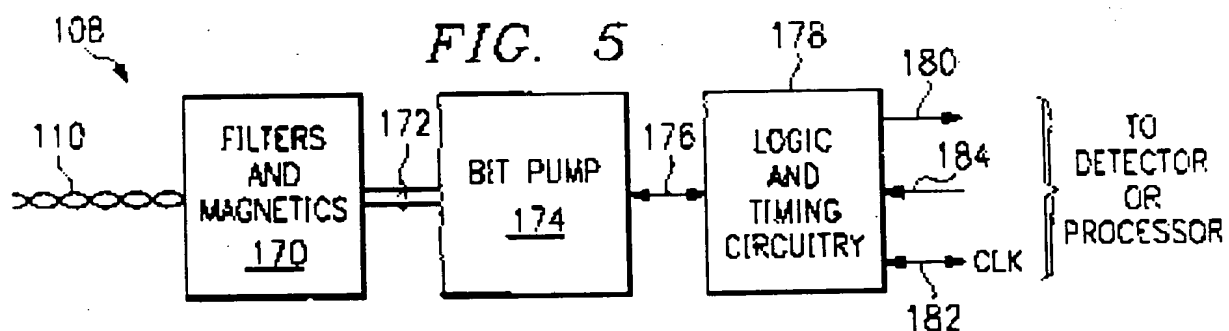 108
FIG. 5
178
180
110
FILTERS
AND
MAGNETICS
170
172
BIT PUMP
174
176
LOGIC
AND
TIMING
CIRCUITRY
184
CLK
182
TO
DETECTOR
OR
PROCESSOR